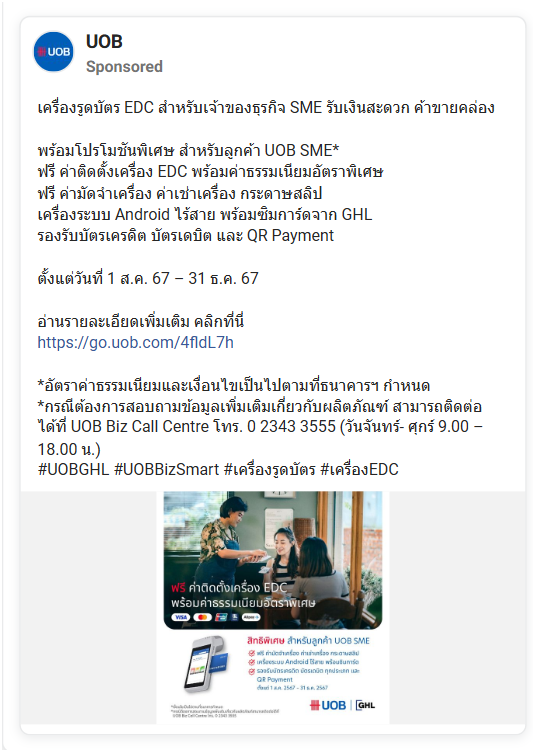 UOB
UOB
Sponsored
เครื่องรูดบัตร EDC สำหรับเจ้าของธุรกิจ SME รับเงินสะดวก ค้าขายคล่อง
พร้อมโปรโมชันพิเศษ สำหรับลูกค้า UOB SME*
ฟรี ค่าติดตั้งเครื่อง EDC พร้อมค่าธรรมเนียมอัตราพิเศษ
ฟรี ค่ามัดจำเครื่อง ค่าเช่าเครื่อง กระดาษสลิป
เครื่องระบบ Android ไร้สาย พร้อมซิมการ์ดจาก GHL
รองรับบัตรเครดิต บัตรเดบิต และ QR Payment
ตั้งแต่วันที่ 1 ส.ค. 67 – 31 ธ.ค. 67
อ่านรายละเอียดเพิ่มเติม คลิกที่นี่
https://go.uob.com/4fldL7h
*อัตราค่าธรรมเนียมและเงื่อนไขเป็นไปตามที่ธนาคารฯ กำหนด
*กรณีต้องการสอบถามข้อมูลเพิ่มเติมเกี่ยวกับผลิตภัณฑ์ สามารถติดต่อ
ได้ที่ UOB Biz Call Centre โทร. 0 2343 3555 (วันจันทร์- ศุกร์ 9.00 –
18.00 น.)
#UOBGHL #UOBBizSmart #เครื่องรูดบัตร #เครื่องEDC
ฟรี ค่าติดตั้งเครื่อง EDC
พร้อมค่าธรรมเนียมอัตราพิเศษ
VISA
สิทธิพิเศษ สำหรับลูกค้า UOB SME
ฟรี ค่ามัดจำเครื่อง ค่าเช่าเครื่อง กระดาษสลิป
เครื่องระบบ Android ไร้สาย พร้อมซิมการ์ด
รองรับบัตรเครดิต บัตรเดบิต ทุกประเภท และ
QR Payment
ตั้งแต่ 1 ส.ค. 2567 – 31 ธ.ค. 2567
UOB | GHL